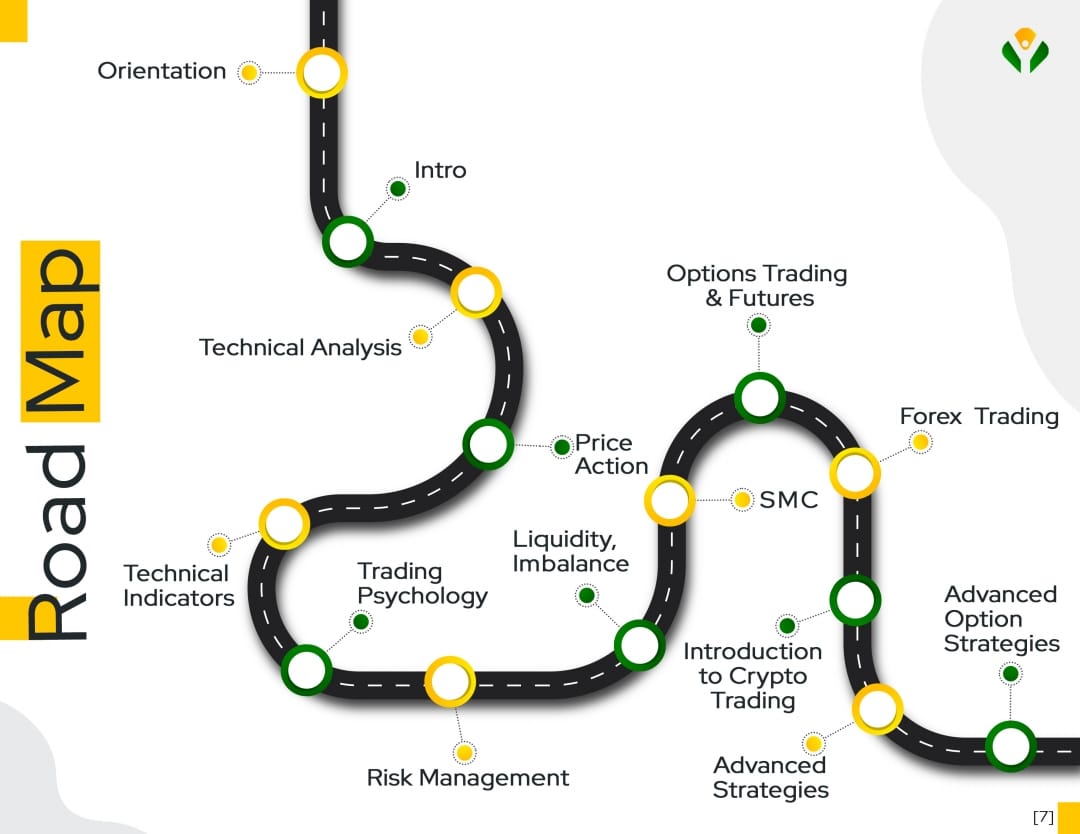 Road Map
Orientation
Intro
Technical Analysis
Price
Action
Technical
Indicators
Trading
Psychology
Risk Management
Liquidity,
Imbalance
SMC
Options Trading
& Futures
Forex Trading
Introduction
to Crypto
Trading
Advanced
Strategies
Advanced
Option
Strategies
[7]